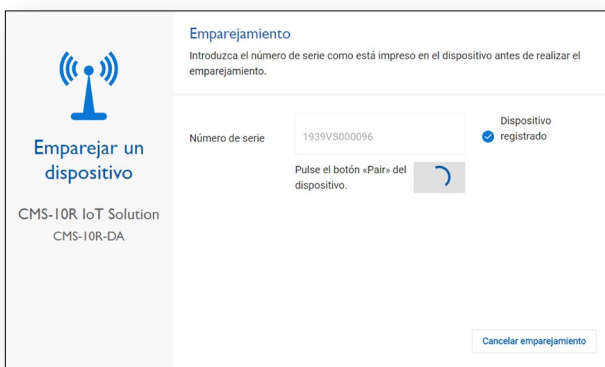 Emparejar un
dispositivo
CMS-10R IoT Solution
CMS-10R-DA
Emparejamiento
Introduzca el número de serie como está impreso en el dispositivo antes de realizar el
emparejamiento.
Número de serie
1939VS000096
Dispositivo
registrado
Pulse el botón «Pair» del
dispositivo.
Cancelar emparejamiento